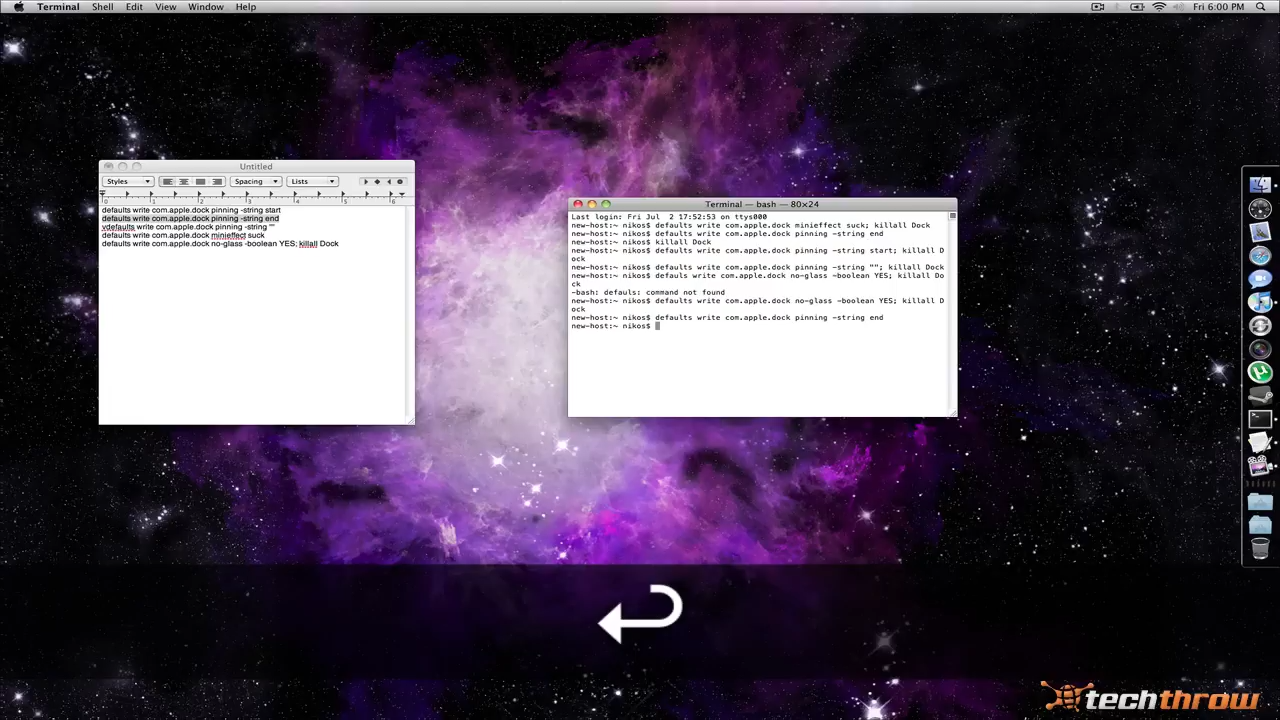 Terminal Shell Edit View Window Help
Fri 6:00 PM
Untitled
Styles Spacing Lists
0 1 2 3 4 5 6
defaults write com.apple.dock pinning -string start
defaults write com.apple.dock pinning -string end
vdefaults write com.apple.dock pinning -string ""
defaults write com.apple.dock minieffect suck
defaults write com.apple.dock no-glass -boolean YES; killall Dock
Terminal — bash — 80×24
Last login: Fri Jul 2 17:52:53 on ttys000
new-host:~ nikos$ defaults write com.apple.dock minieffect suck; killall Dock
new-host:~ nikos$ defaults write com.apple.dock pinning -string end
new-host:~ nikos$ killall Dock
new-host:~ nikos$ defaults write com.apple.dock pinning -string start; killall D
ock
new-host:~ nikos$ defaults write com.apple.dock pinning -string ""; killall Dock
new-host:~ nikos$ defauls write com.apple.dock no-glass -boolean YES; killall Do
ck
-bash: defauls: command not found
new-host:~ nikos$ defaults write com.apple.dock no-glass -boolean YES; killall D
ock
new-host:~ nikos$ defaults write com.apple.dock pinning -string end
new-host:~ nikos$
techthrow